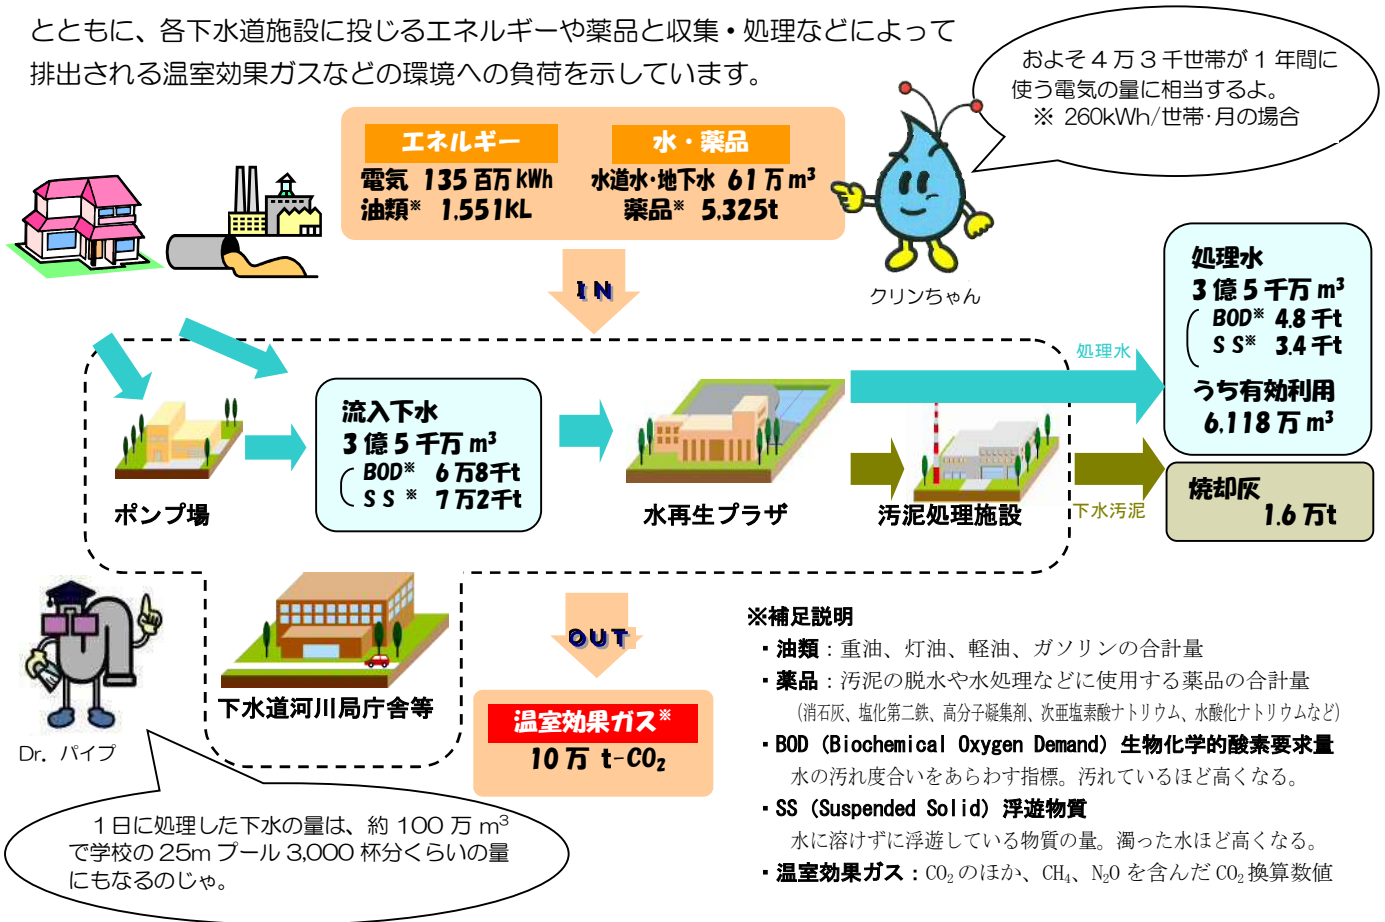 とともに、各下水道施設に投じるエネルギーや薬品と収集・処理などによって
排出される温室効果ガスなどの環境への負荷を示しています。
およそ4万3千世帯が1年間に
使う電気の量に相当するよ。
※ 260kWh/世帯・月の場合
エネルギー
電気 135百万kWh
油類※ 1,551kL
水・薬品
水道水・地下水 61万m³
薬品※ 5,325t
クリンちゃん
IN
処理水
3億5千万m³
BOD※ 4.8千t
SS※ 3.4千t
うち有効利用
6,118万m³
処理水
流入下水
3億5千万m³
BOD※ 6万8千t
SS※ 7万2千t
ポンプ場
水再生プラザ
汚泥処理施設
下水汚泥
焼却灰
1.6万t
下水道河川局庁舎等
OUT
温室効果ガス※
10万 t-CO₂
Dr. パイプ
1日に処理した下水の量は、約100万m³
で学校の25mプール3,000杯分くらいの量
にもなるのじゃ。
※補足説明
・油類：重油、灯油、軽油、ガソリンの合計量
・薬品：汚泥の脱水や水処理などに使用する薬品の合計量
(消石灰、塩化第二鉄、高分子凝集剤、次亜塩素酸ナトリウム、水酸化ナトリウムなど)
・BOD（Biochemical Oxygen Demand）生物化学的酸素要求量
水の汚れ度合いをあらわす指標。汚れているほど高くなる。
・SS（Suspended Solid）浮遊物質
水に溶けずに浮遊している物質の量。濁った水ほど高くなる。
・温室効果ガス：CO₂のほか、CH₄、N₂Oを含んだCO₂換算数値